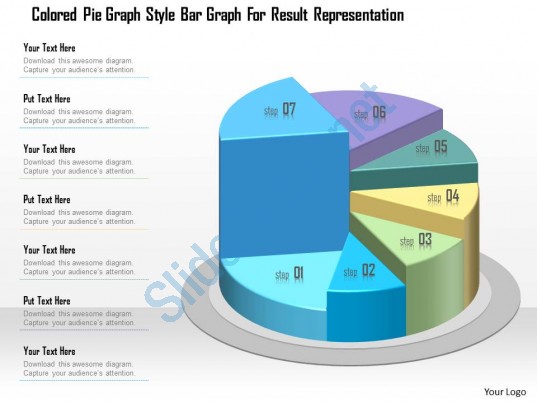 Colored Pie Graph Style Bar Graph For Result Representation
Your Text Here
Download this awesome diagram.
Capture your audience's attention.
Put Text Here
Download this awesome diagram.
Capture your audience's attention.
Your Text Here
Download this awesome diagram.
Capture your audience's attention.
Put Text Here
Download this awesome diagram.
Capture your audience's attention.
Your Text Here
Download this awesome diagram.
Capture your audience's attention.
Put Text Here
Download this awesome diagram.
Capture your audience's attention.
Your Text Here
Download this awesome diagram.
Capture your audience's attention.
step 07
step 06
step 05
step 04
step 03
step 02
step 01
Your Logo